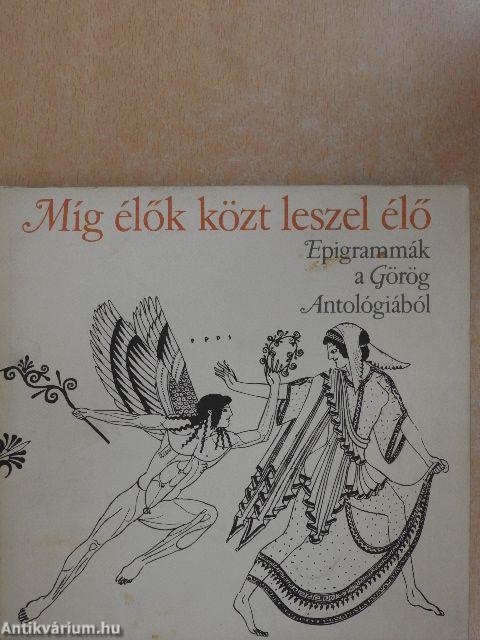 Míg élők közt leszel élő
Epigrammák
a Görög
Antológiából
Antikvárium.hu